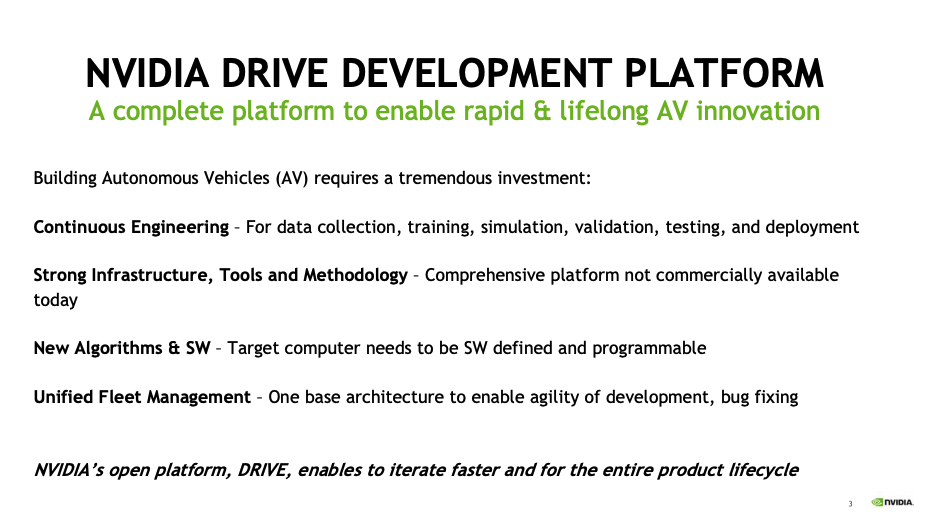 NVIDIA DRIVE DEVELOPMENT PLATFORM
A complete platform to enable rapid & lifelong AV innovation
Building Autonomous Vehicles (AV) requires a tremendous investment:
Continuous Engineering – For data collection, training, simulation, validation, testing, and deployment
Strong Infrastructure, Tools and Methodology – Comprehensive platform not commercially available
today
New Algorithms & SW – Target computer needs to be SW defined and programmable
Unified Fleet Management – One base architecture to enable agility of development, bug fixing
NVIDIA's open platform, DRIVE, enables to iterate faster and for the entire product lifecycle
3
NVIDIA.